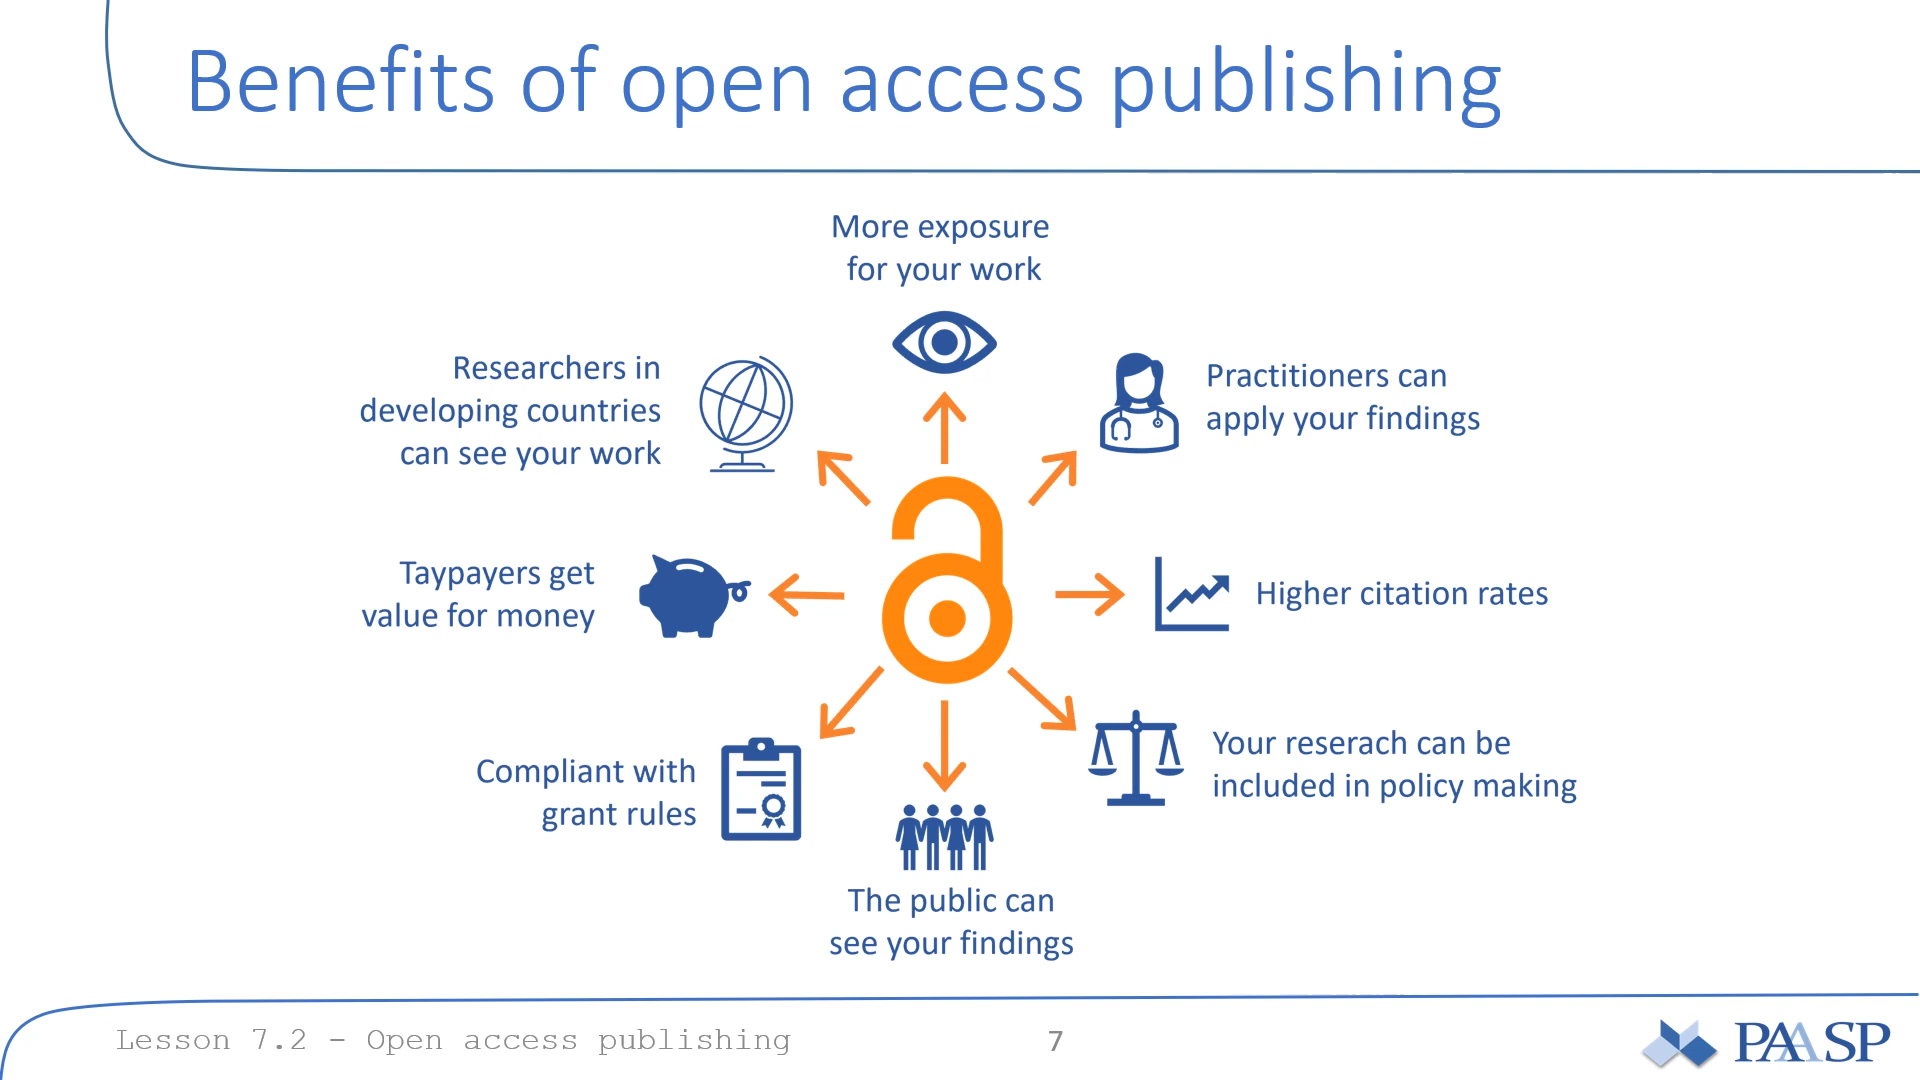 Benefits of open access publishing
More exposure
for your work
Researchers in
developing countries
can see your work
Practitioners can
apply your findings
Taypayers get
value for money
Higher citation rates
Compliant with
grant rules
Your reserach can be
included in policy making
The public can
see your findings
Lesson 7.2 - Open access publishing
7
PAASP